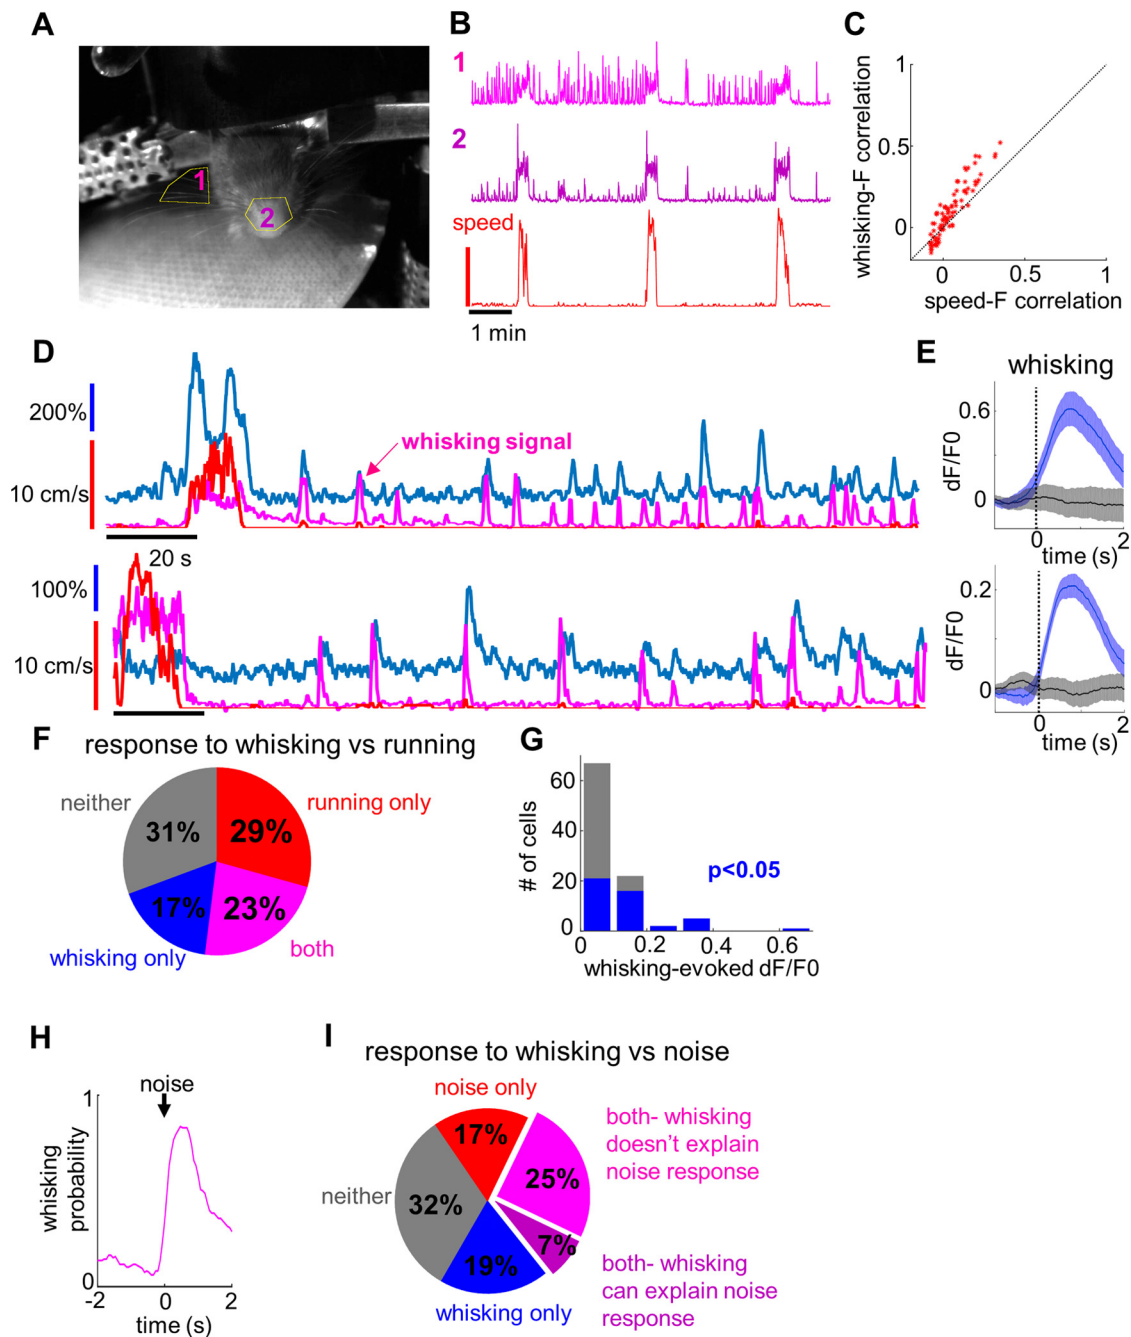 A
1
2
B
1
2
speed
1 min
C
whisking-F correlation
1
0.5
0
0
0.5
1
speed-F correlation
D
200%
10 cm/s
whisking signal
20 s
100%
10 cm/s
E
whisking
dF/F0
0.6
0
0
2
time (s)
dF/F0
0.2
0
0
2
time (s)
F
response to whisking vs running
neither
running only
31%
29%
17%
23%
whisking only
both
G
# of cells
60
40
20
0
p<0.05
0
0.2
0.4
0.6
whisking-evoked dF/F0
H
noise
whisking
probability
1
0
-2
0
2
time (s)
I
response to whisking vs noise
noise only
17%
both- whisking
doesn't explain
noise response
25%
neither
32%
7%
19%
both- whisking
can explain noise
response
whisking only